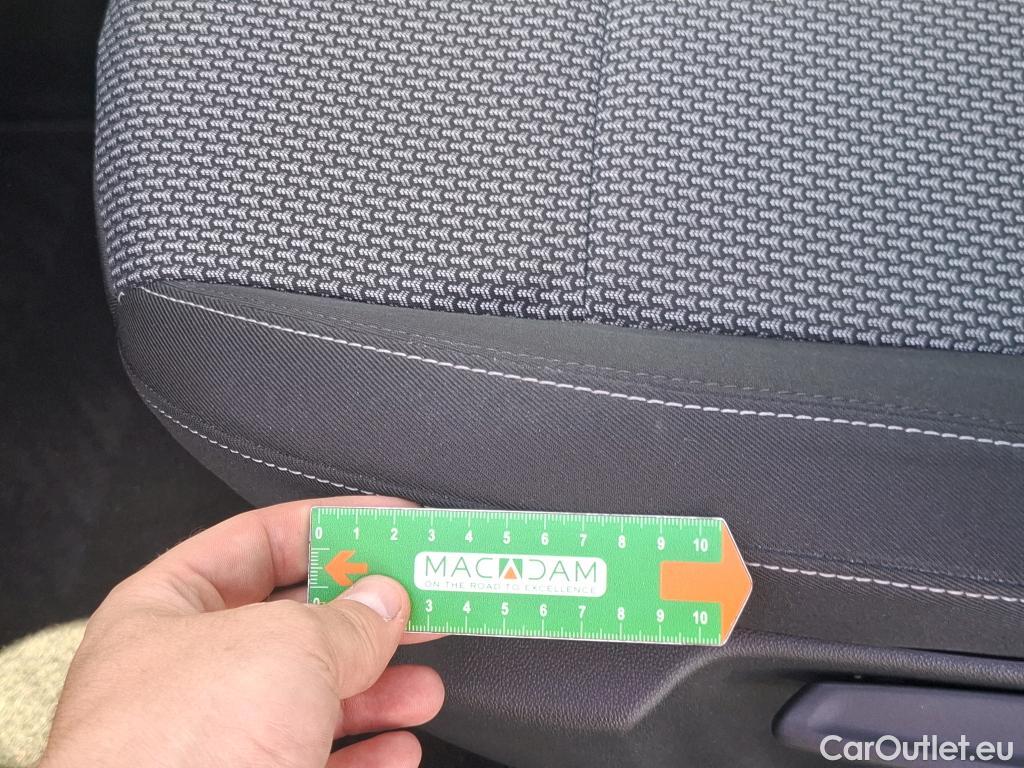 0 1 2 3 4 5 6 7 8 9 10
MACADAM
ON THE ROAD TO EXCELLENCE
0 3 4 5 6 7 8 9 10
CarOutlet.eu